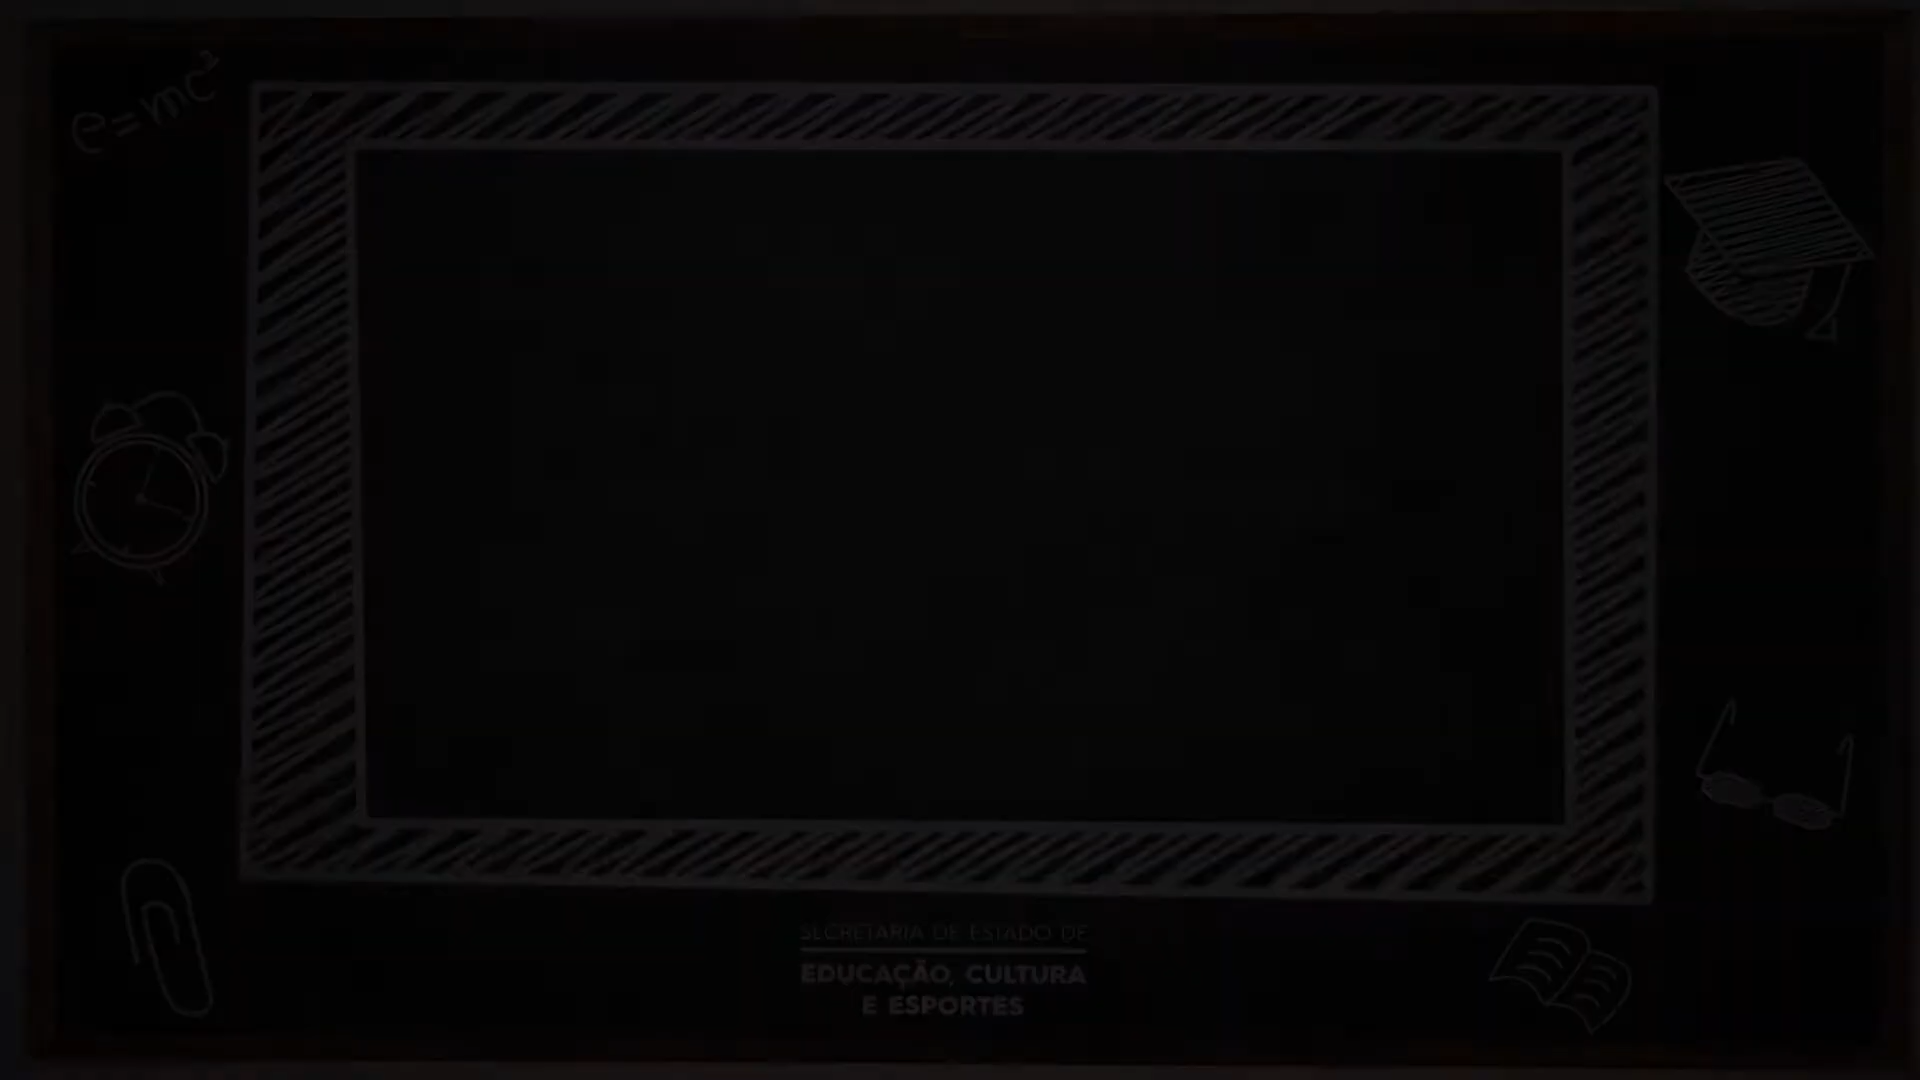 e=mc²
SECRETARIA DE ESTADO DE
EDUCAÇÃO, CULTURA
E ESPORTES